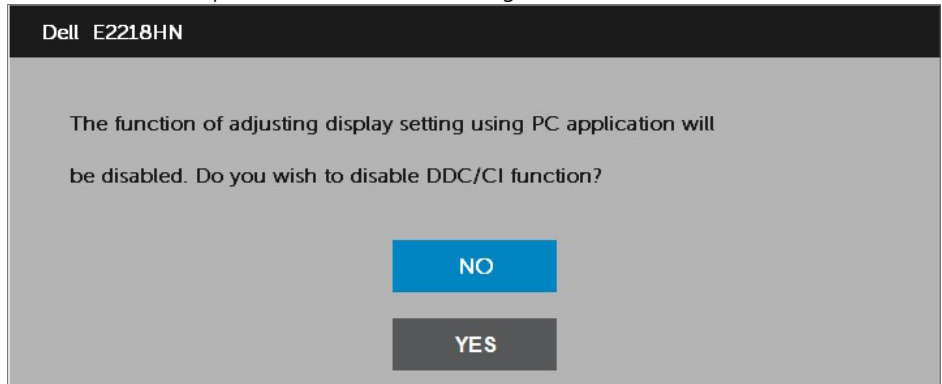 Dell E2218HN
The function of adjusting display setting using PC application will
be disabled. Do you wish to disable DDC/CI function?
NO
YES